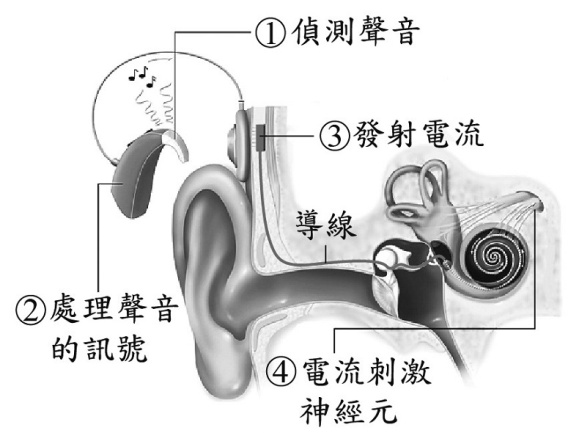 ①偵測聲音
③發射電流
導線
②處理聲音
的訊號
④電流刺激
神經元